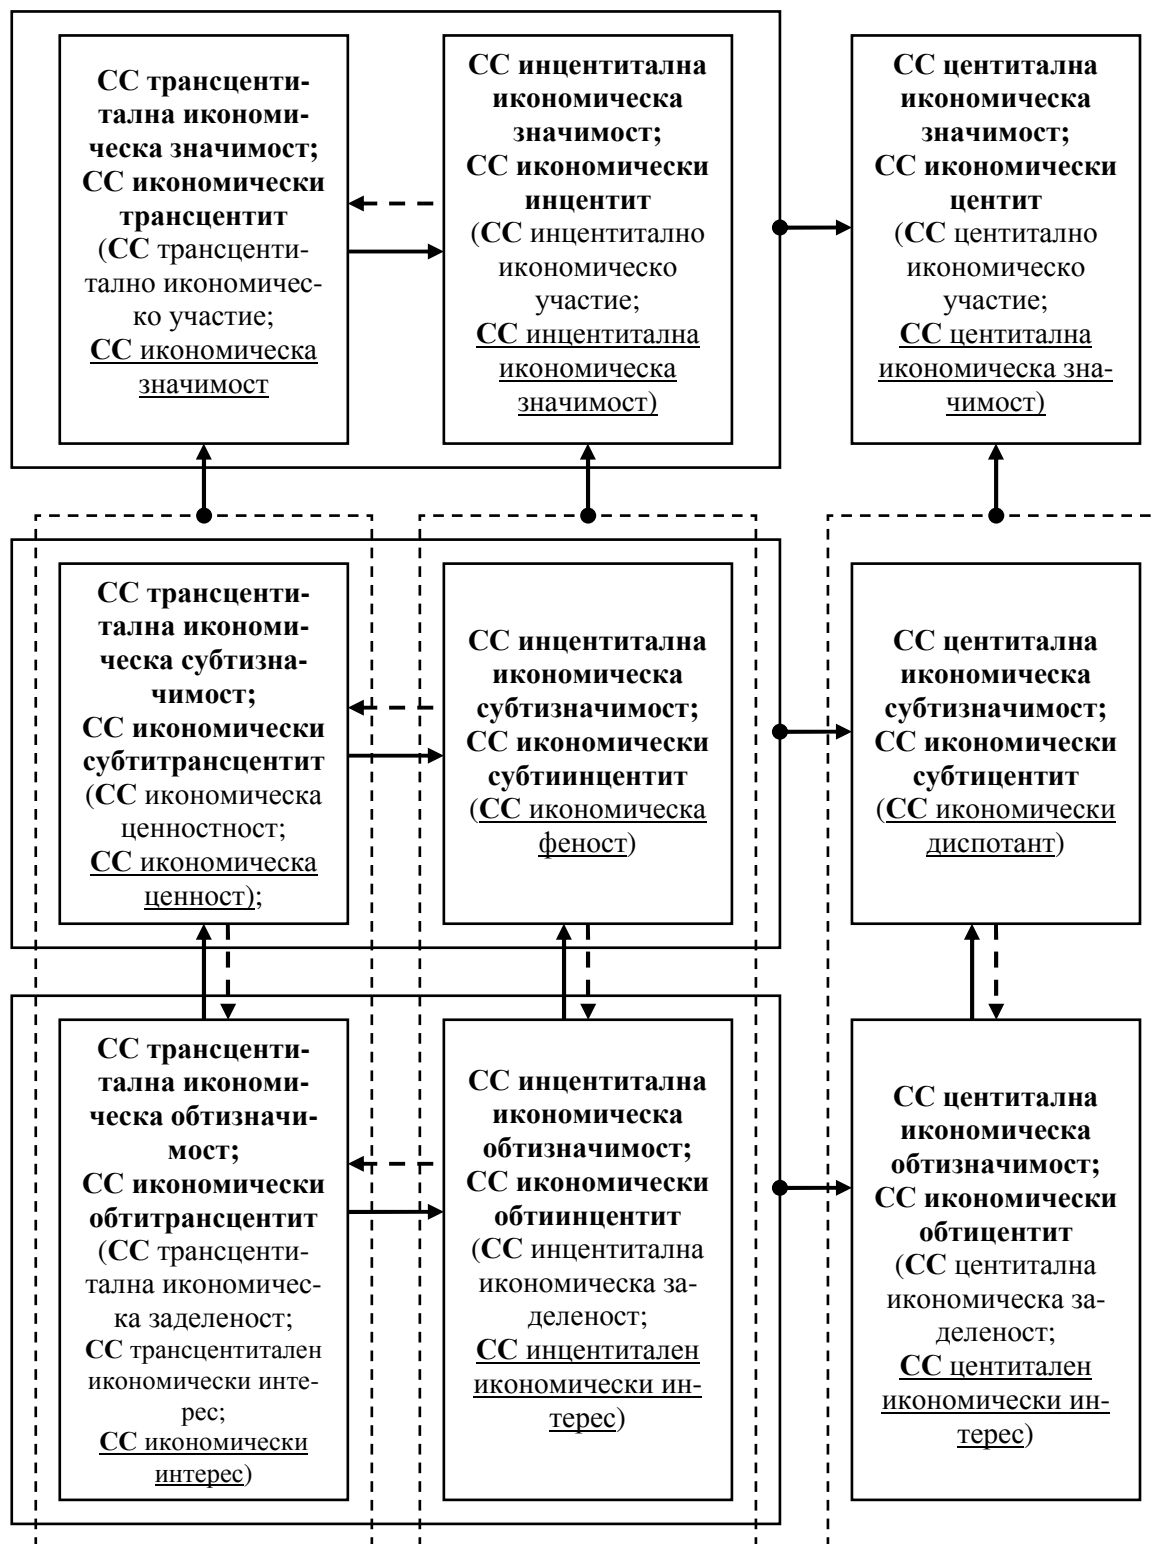 СС трансценти-
тална икономи-
ческа значимост;
СС икономически
трансцентит
(СС трансценти-
тално икономичес-
ко участие;
СС икономическа
значимост
СС инцентитална
икономическа
значимост;
СС икономически
инцентит
(СС инцентитално
икономическо
участие;
СС инцентитална
икономическа
значимост)
СС центитална
икономическа
значимост;
СС икономически
центит
(СС центитално
икономическо
участие;
СС центитална
икономическа зна-
чимост)
СС трансценти-
тална икономи-
ческа субтизна-
чимост;
СС икономически
субтитрансцентит
(СС икономическа
ценностност;
СС икономическа
ценност);
СС инцентитална
икономическа
субтизначимост;
СС икономически
субтиинцентит
(СС икономическа
феност)
СС центитална
икономическа
субтизначимост;
СС икономически
субтицентит
(СС икономически
диспотант)
СС трансценти-
тална икономи-
ческа обтизначи-
мост;
СС икономически
обтитрансцентит
(СС трансценти-
тална икономичес-
ка заделеност;
СС трансцентитален
икономически инте-
рес;
СС икономически
интерес)
СС инцентитална
икономическа
обтизначимост;
СС икономически
обтиинцентит
(СС инцентитална
икономическа за-
деленост;
СС инцентитален
икономически ин-
терес)
СС центитална
икономическа
обтизначимост;
СС икономически
обтицентит
(СС центитална
икономическа за-
деленост;
СС центитален
икономически ин-
терес)